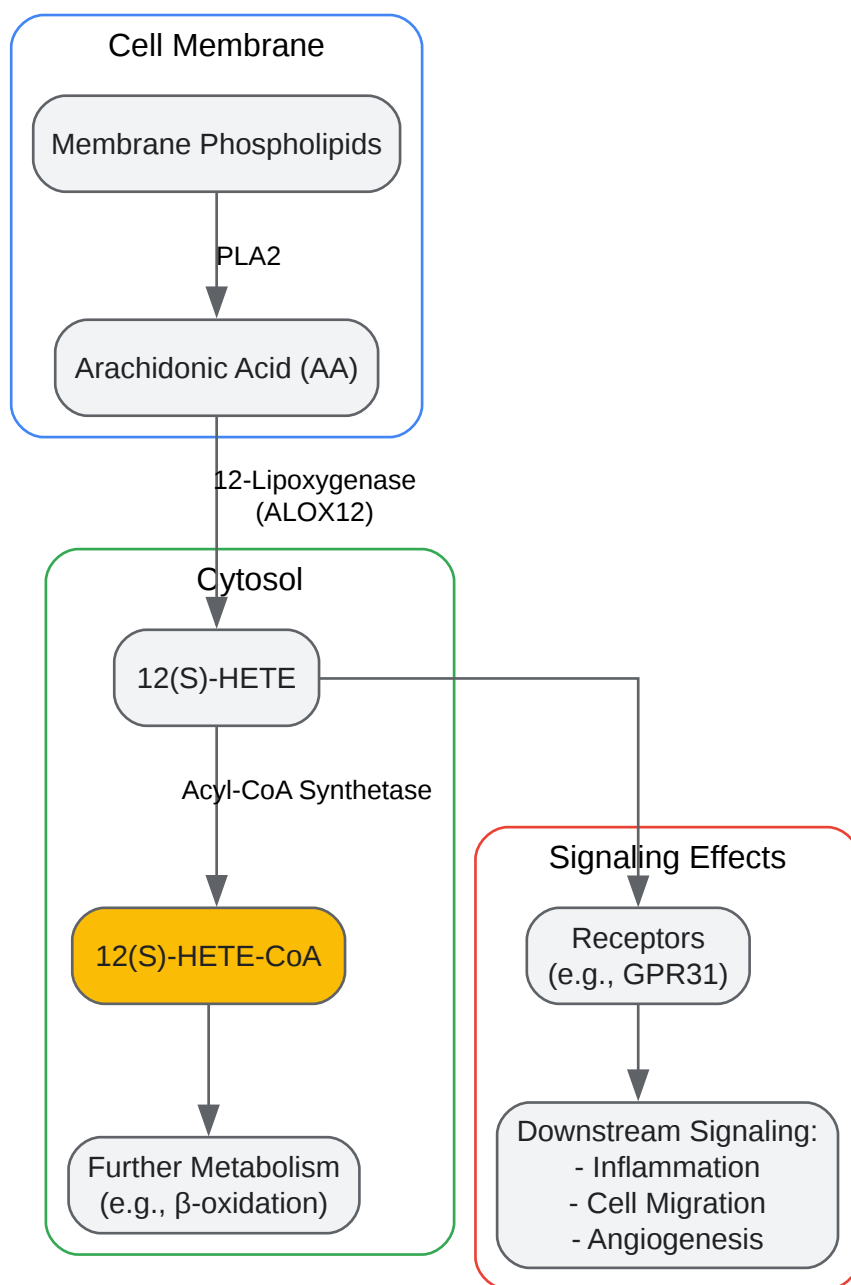 Cell Membrane
Membrane Phospholipids
PLA2
Arachidonic Acid (AA)
12-Lipoxygenase
(ALOX12)
Cytosol
12(S)-HETE
Acyl-CoA Synthetase
Signaling Effects
12(S)-HETE-CoA
Receptors
(e.g., GPR31)
Further Metabolism
(e.g., β-oxidation)
Downstream Signaling:
- Inflammation
- Cell Migration
- Angiogenesis